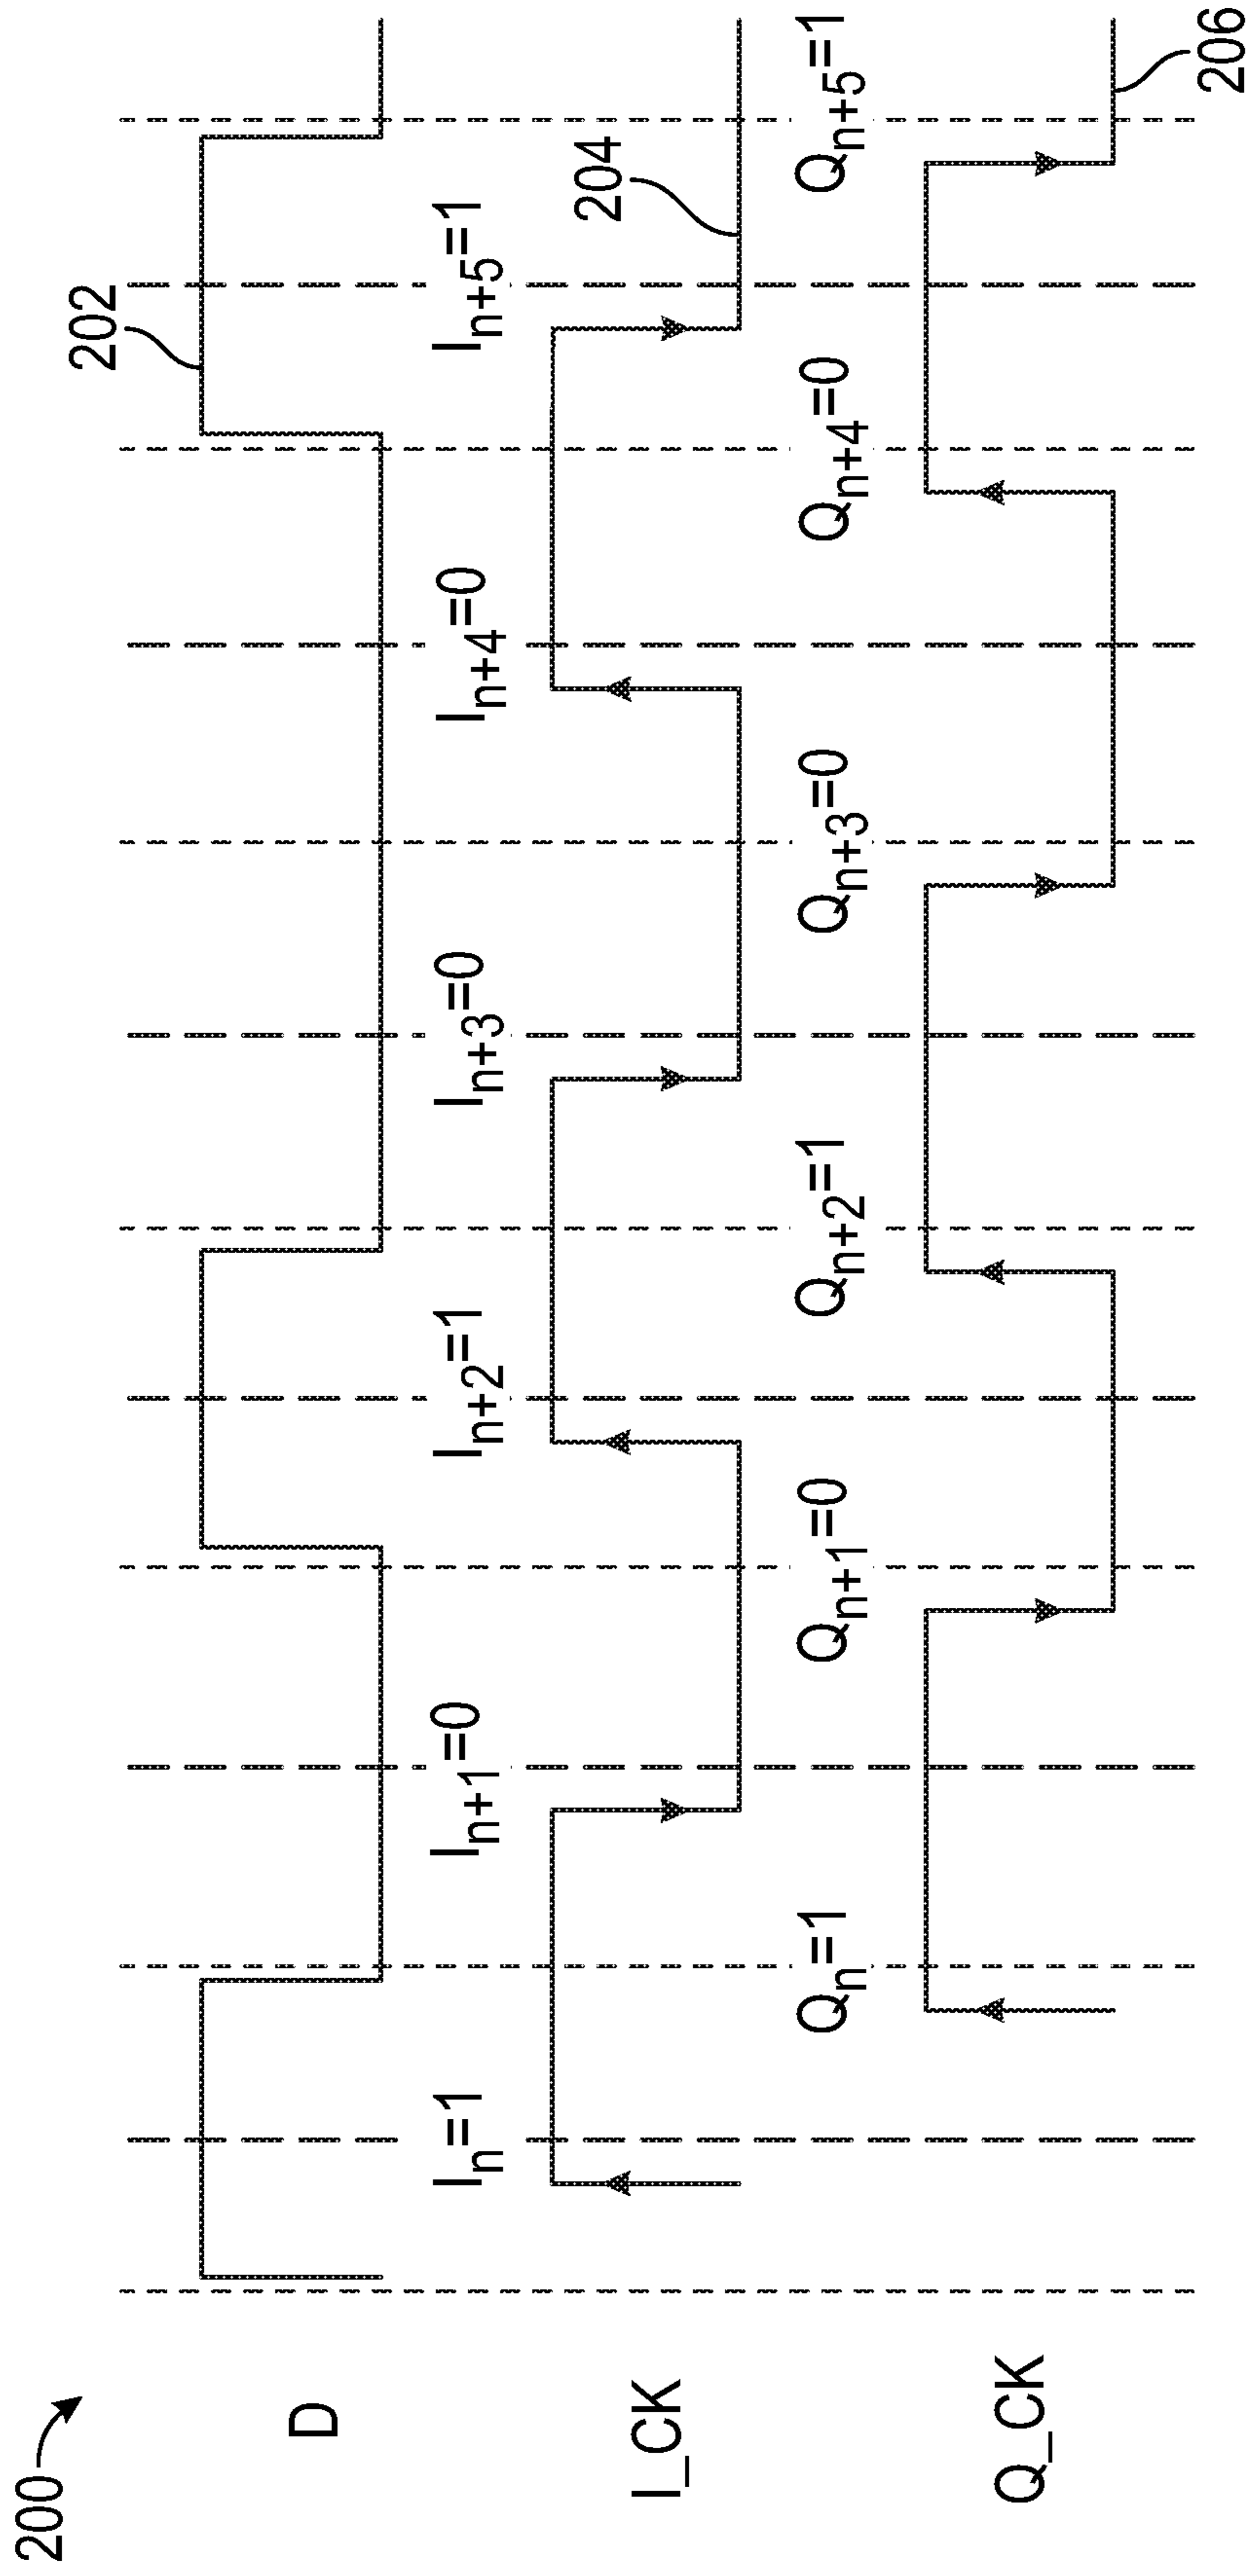 200
D
202
I_CK
I_n=1
I_n+1=0
I_n+2=1
I_n+3=0
I_n+4=0
I_n+5=1
204
Q_CK
Q_n=1
Q_n+1=0
Q_n+2=1
Q_n+3=0
Q_n+4=0
Q_n+5=1
206